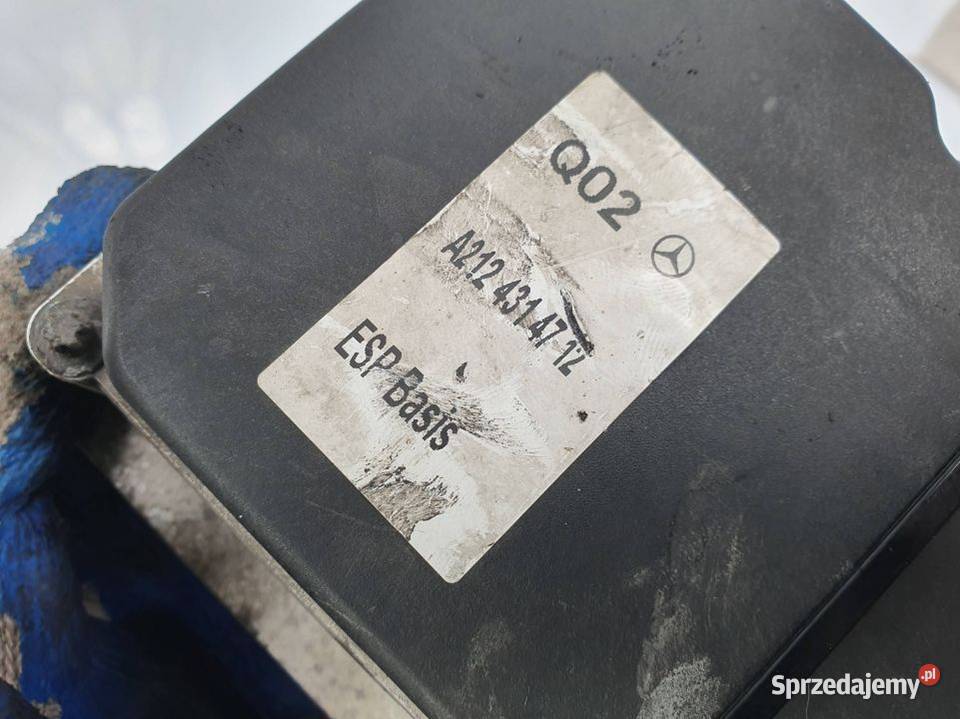 Q02
A212 431 47 12
ESP Basis
Sprzedajemy.pl